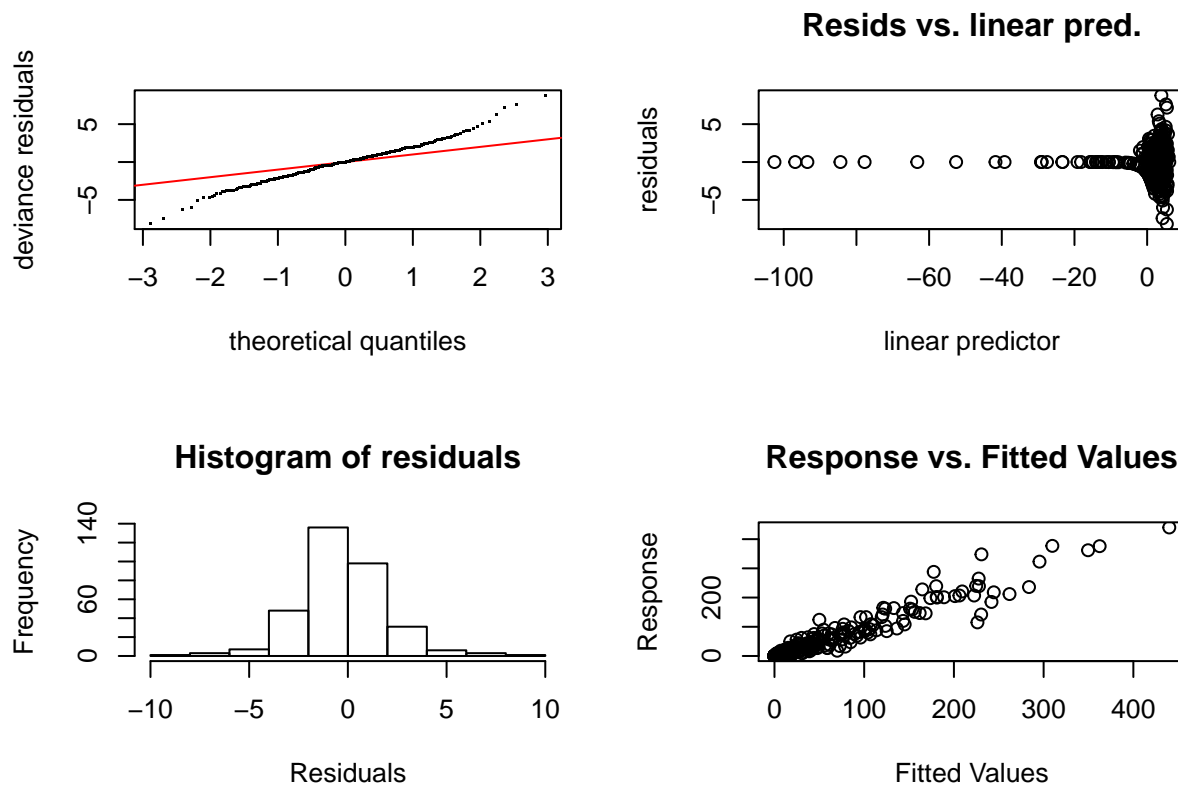 deviance residuals
5
−5
−3 −2 −1 0 1 2 3
theoretical quantiles
Resids vs. linear pred.
residuals
5
−5
−100 −60 −40 −20 0
linear predictor
Histogram of residuals
Frequency
140
60
0
−10 −5 0 5 10
Residuals
Response vs. Fitted Values
Response
200
0
0 100 200 300 400
Fitted Values